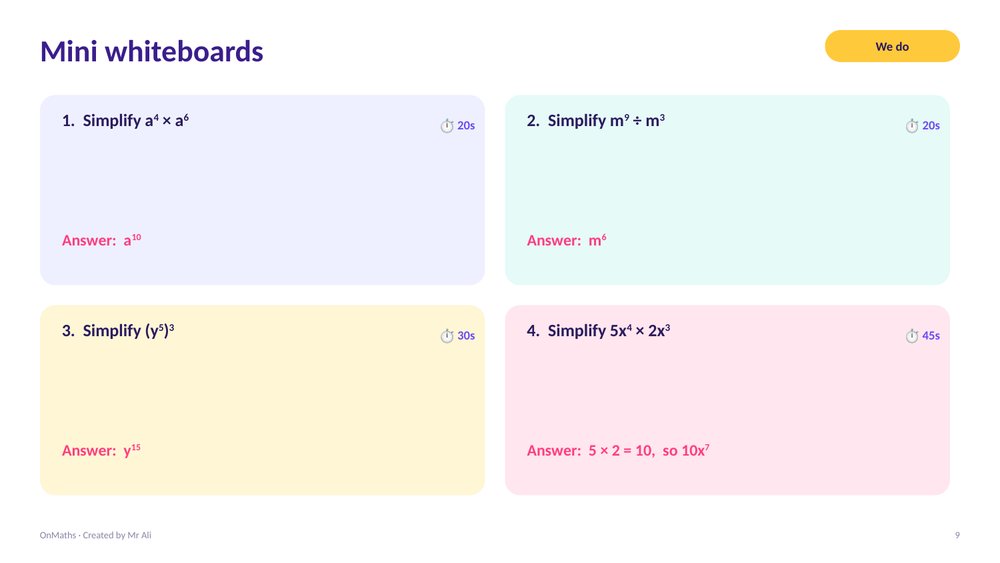 Mini whiteboards
We do
1. Simplify a⁴ × a⁶
⏱ 20s
Answer: a¹⁰
2. Simplify m⁹ ÷ m³
⏱ 20s
Answer: m⁶
3. Simplify (y⁵)³
⏱ 30s
Answer: y¹⁵
4. Simplify 5x⁴ × 2x³
⏱ 45s
Answer: 5 × 2 = 10, so 10x⁷
OnMaths · Created by Mr Ali
9